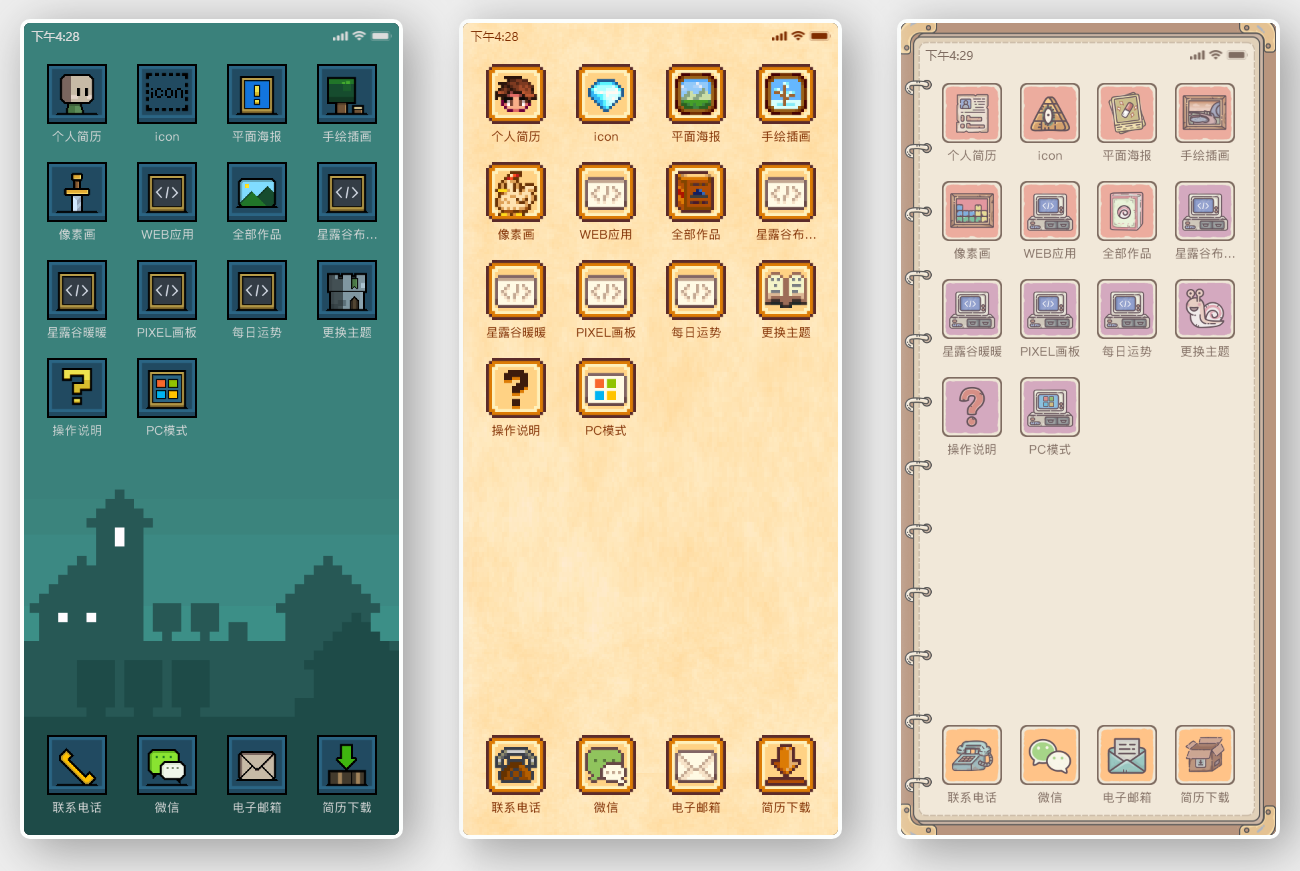 下午4:28
icon
个人简历 icon 平面海报 手绘插画
像素画 WEB应用 全部作品 星露谷布...
星露谷暖暖 PIXEL画板 每日运势 更换主题
操作说明 PC模式
联系电话 微信 电子邮箱 简历下载
下午4:28
个人简历 icon 平面海报 手绘插画
像素画 WEB应用 全部作品 星露谷布...
星露谷暖暖 PIXEL画板 每日运势 更换主题
操作说明 PC模式
联系电话 微信 电子邮箱 简历下载
下午4:29
个人简历 icon 平面海报 手绘插画
像素画 WEB应用 全部作品 星露谷布...
星露谷暖暖 PIXEL画板 每日运势 更换主题
操作说明 PC模式
联系电话 微信 电子邮箱 简历下载